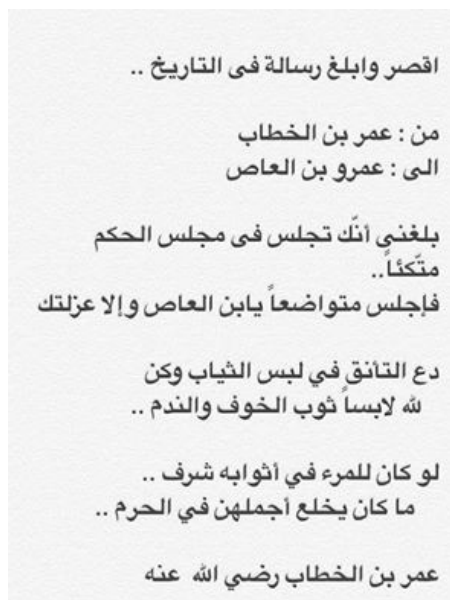 اقصر وابلغ رسالة فى التاريخ ..
من : عمر بن الخطاب
الى : عمرو بن العاص
بلغنى أنّك تجلس فى مجلس الحكم
متّكئاً..
فإجلس متواضعاً يابن العاص وإلا عزلتك
دع التأنق في لبس الثياب وكن
لله لابساً ثوب الخوف والندم ..
لو كان للمرء في أثوابه شرف ..
ما كان يخلع أجملهن في الحرم ..
عمر بن الخطاب رضي الله عنه